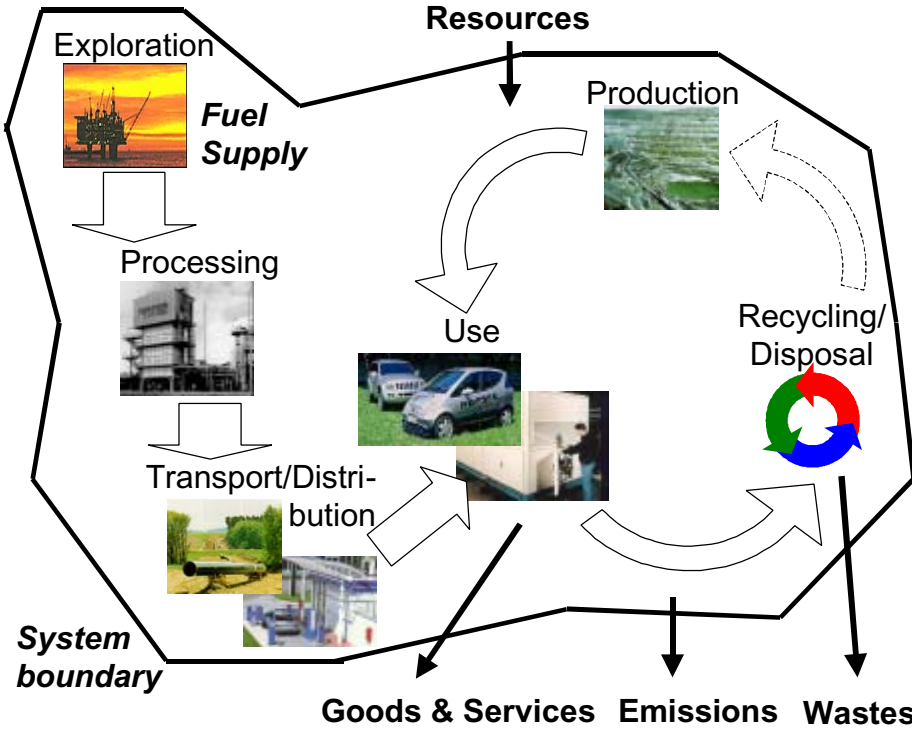 Resources
Exploration
Fuel
Supply
Production
Processing
Use
Recycling/
Disposal
Transport/Distri-
bution
System
boundary
Goods & Services
Emissions
Wastes